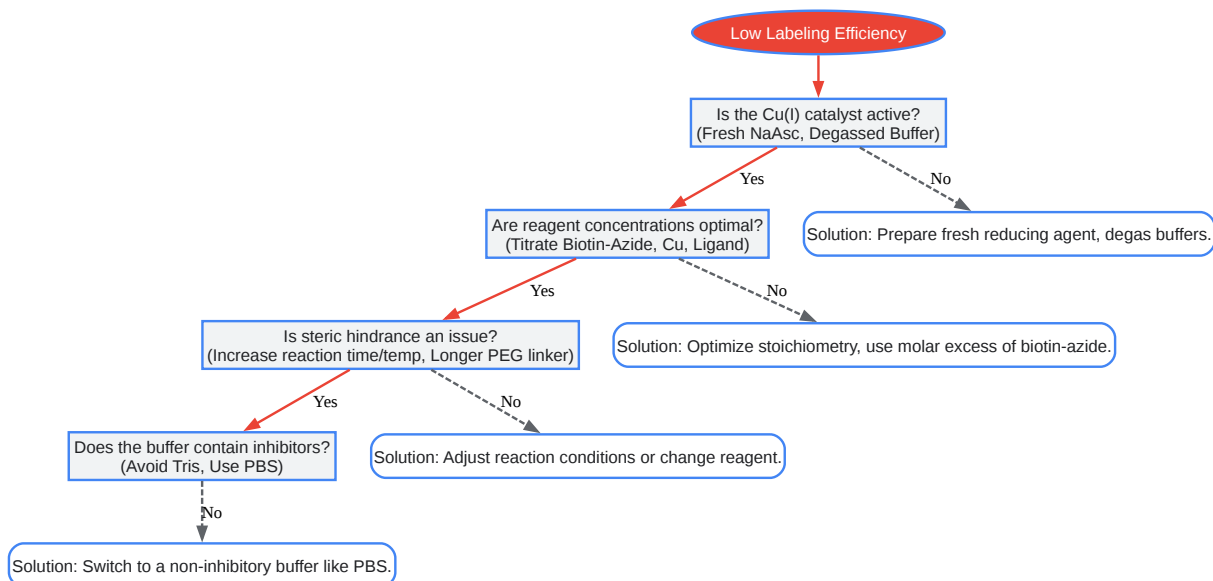 Low Labeling Efficiency
Is the Cu(I) catalyst active?
(Fresh NaAsc, Degassed Buffer)
Yes
No
Are reagent concentrations optimal?
(Titrate Biotin-Azide, Cu, Ligand)
Solution: Prepare fresh reducing agent, degas buffers.
Yes
No
Is steric hindrance an issue?
(Increase reaction time/temp, Longer PEG linker)
Solution: Optimize stoichiometry, use molar excess of biotin-azide.
Yes
No
Does the buffer contain inhibitors?
(Avoid Tris, Use PBS)
Solution: Adjust reaction conditions or change reagent.
No
Solution: Switch to a non-inhibitory buffer like PBS.